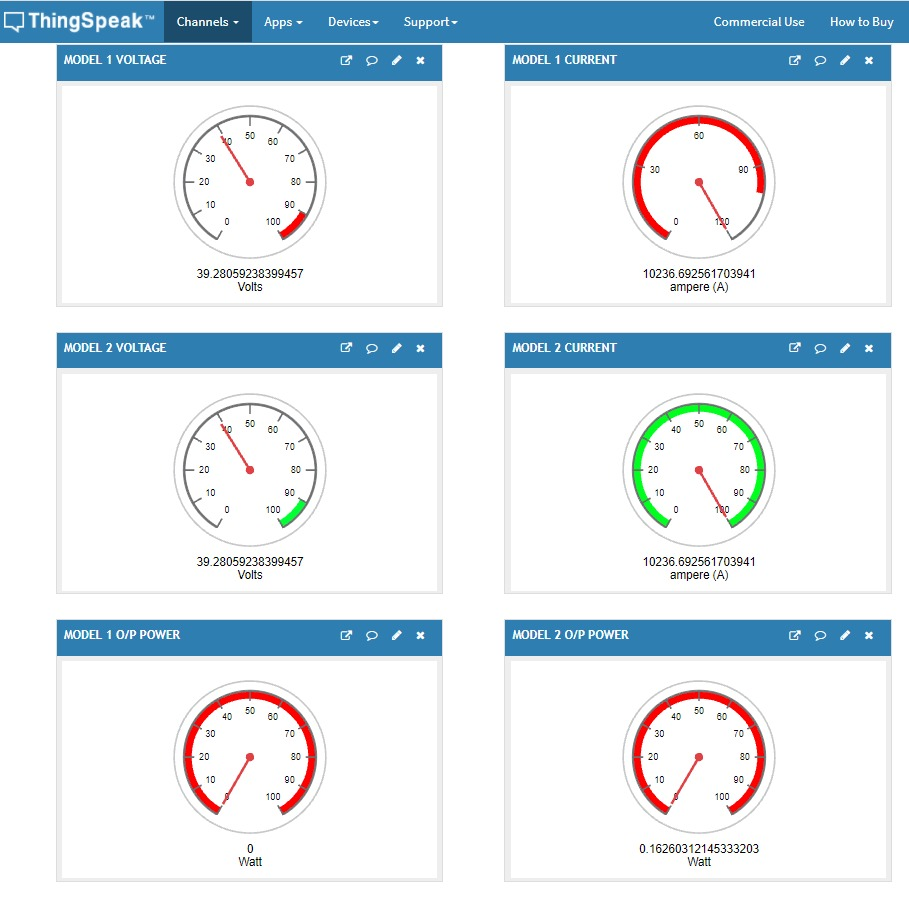 ThingSpeak™ Channels Apps Devices Support Commercial Use How to Buy
MODEL 1 VOLTAGE
0 10 20 30 40 50 60 70 80 90 100
39.28059238399457
Volts
MODEL 1 CURRENT
0 30 60 90 120
10236.692561703941
ampere (A)
MODEL 2 VOLTAGE
0 10 20 30 40 50 60 70 80 90 100
39.28059238399457
Volts
MODEL 2 CURRENT
0 10 20 30 40 50 60 70 80 90 100
10236.692561703941
ampere (A)
MODEL 1 O/P POWER
0 10 20 30 40 50 60 70 80 90 100
0
Watt
MODEL 2 O/P POWER
0 10 20 30 40 50 60 70 80 90 100
0.16260312145333203
Watt